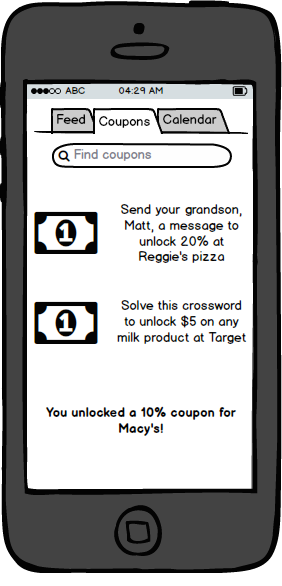 ABC 04:29 AM
Feed Coupons Calendar
Find coupons
Send your grandson,
Matt, a message to
unlock 20% at
Reggie's pizza
1
Solve this crossword
to unlock $5 on any
milk product at Target
1
You unlocked a 10% coupon for
Macy's!